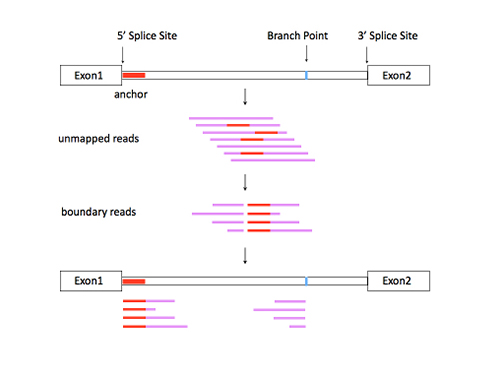 5’ Splice Site
Branch Point
3’ Splice Site
Exon1
Exon2
anchor
unmapped reads
boundary reads
Exon1
Exon2